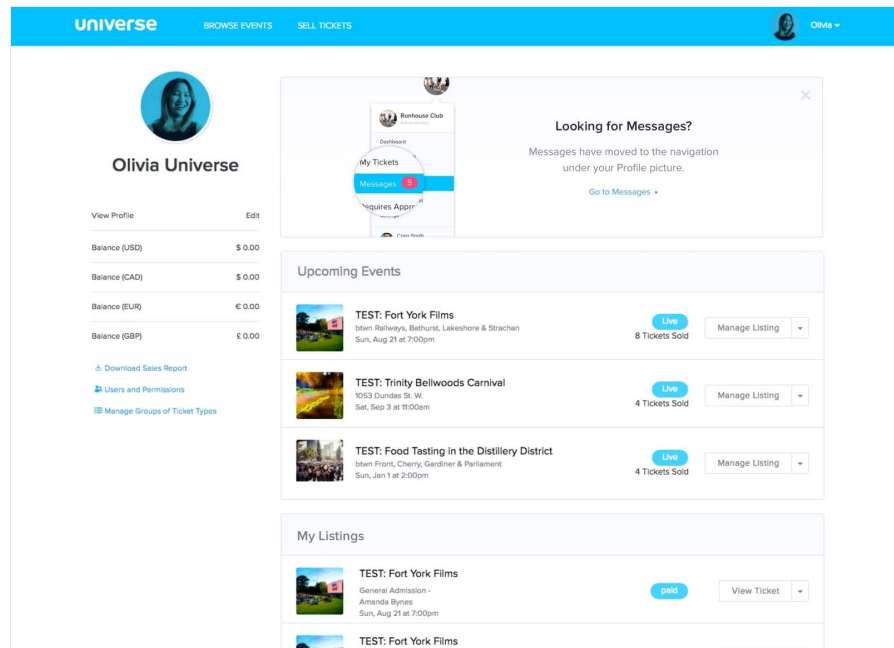 universe
BROWSE EVENTS
SELL TICKETS
Olivia
Olivia Universe
View Profile Edit
Balance (USD) $ 0.00
Balance (CAD) $ 0.00
Balance (EUR) € 0.00
Balance (GBP) £ 0.00
Download Sales Report
Users and Permissions
Manage Groups of Ticket Types
Runhouse Club
Dashboard
My Tickets
Messages 5
Requires
Craig Smith
Looking for Messages?
Messages have moved to the navigation
under your Profile picture.
Go to Messages
Upcoming Events
TEST: Fort York Films
btwn Railways, Bathurst, Lakeshore & Strachan
Sun, Aug 21 at 7:00pm
Live
8 Tickets Sold
Manage Listing
TEST: Trinity Bellwoods Carnival
1053 Dundas St. W.
Sat, Sep 3 at 11:00am
Live
4 Tickets Sold
Manage Listing
TEST: Food Tasting in the Distillery District
btwn Front, Cherry, Gardiner & Parliament
Sun, Jan 1 at 2:00pm
Live
4 Tickets Sold
Manage Listing
My Listings
TEST: Fort York Films
General Admission -
Amanda Bynes
Sun, Aug 21 at 7:00pm
paid
View Ticket
TEST: Fort York Films